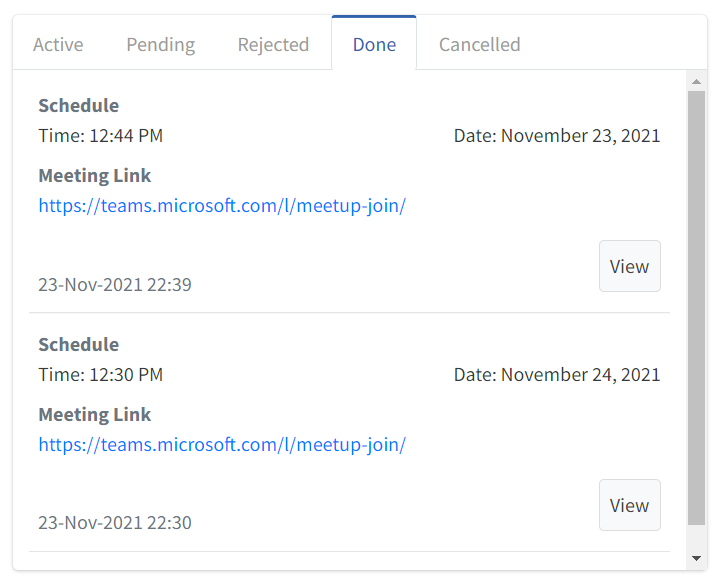 Active Pending Rejected Done Cancelled
Schedule
Time: 12:44 PM Date: November 23, 2021
Meeting Link
https://teams.microsoft.com/l/meetup-join/
View
23-Nov-2021 22:39
Schedule
Time: 12:30 PM Date: November 24, 2021
Meeting Link
https://teams.microsoft.com/l/meetup-join/
View
23-Nov-2021 22:30